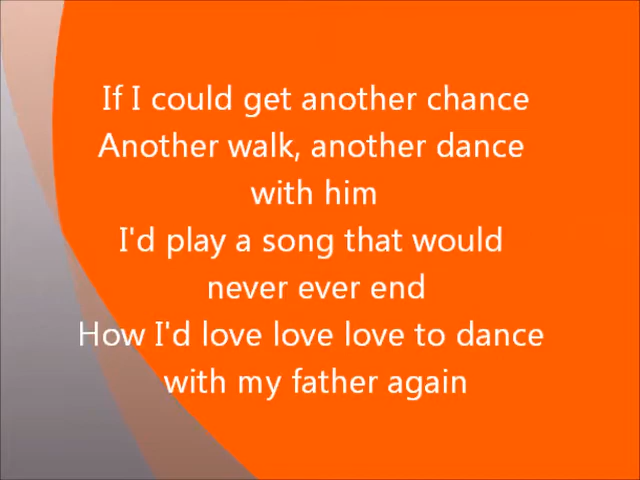 If I could get another chance
Another walk, another dance
with him
I'd play a song that would
never ever end
How I'd love love love to dance
with my father again